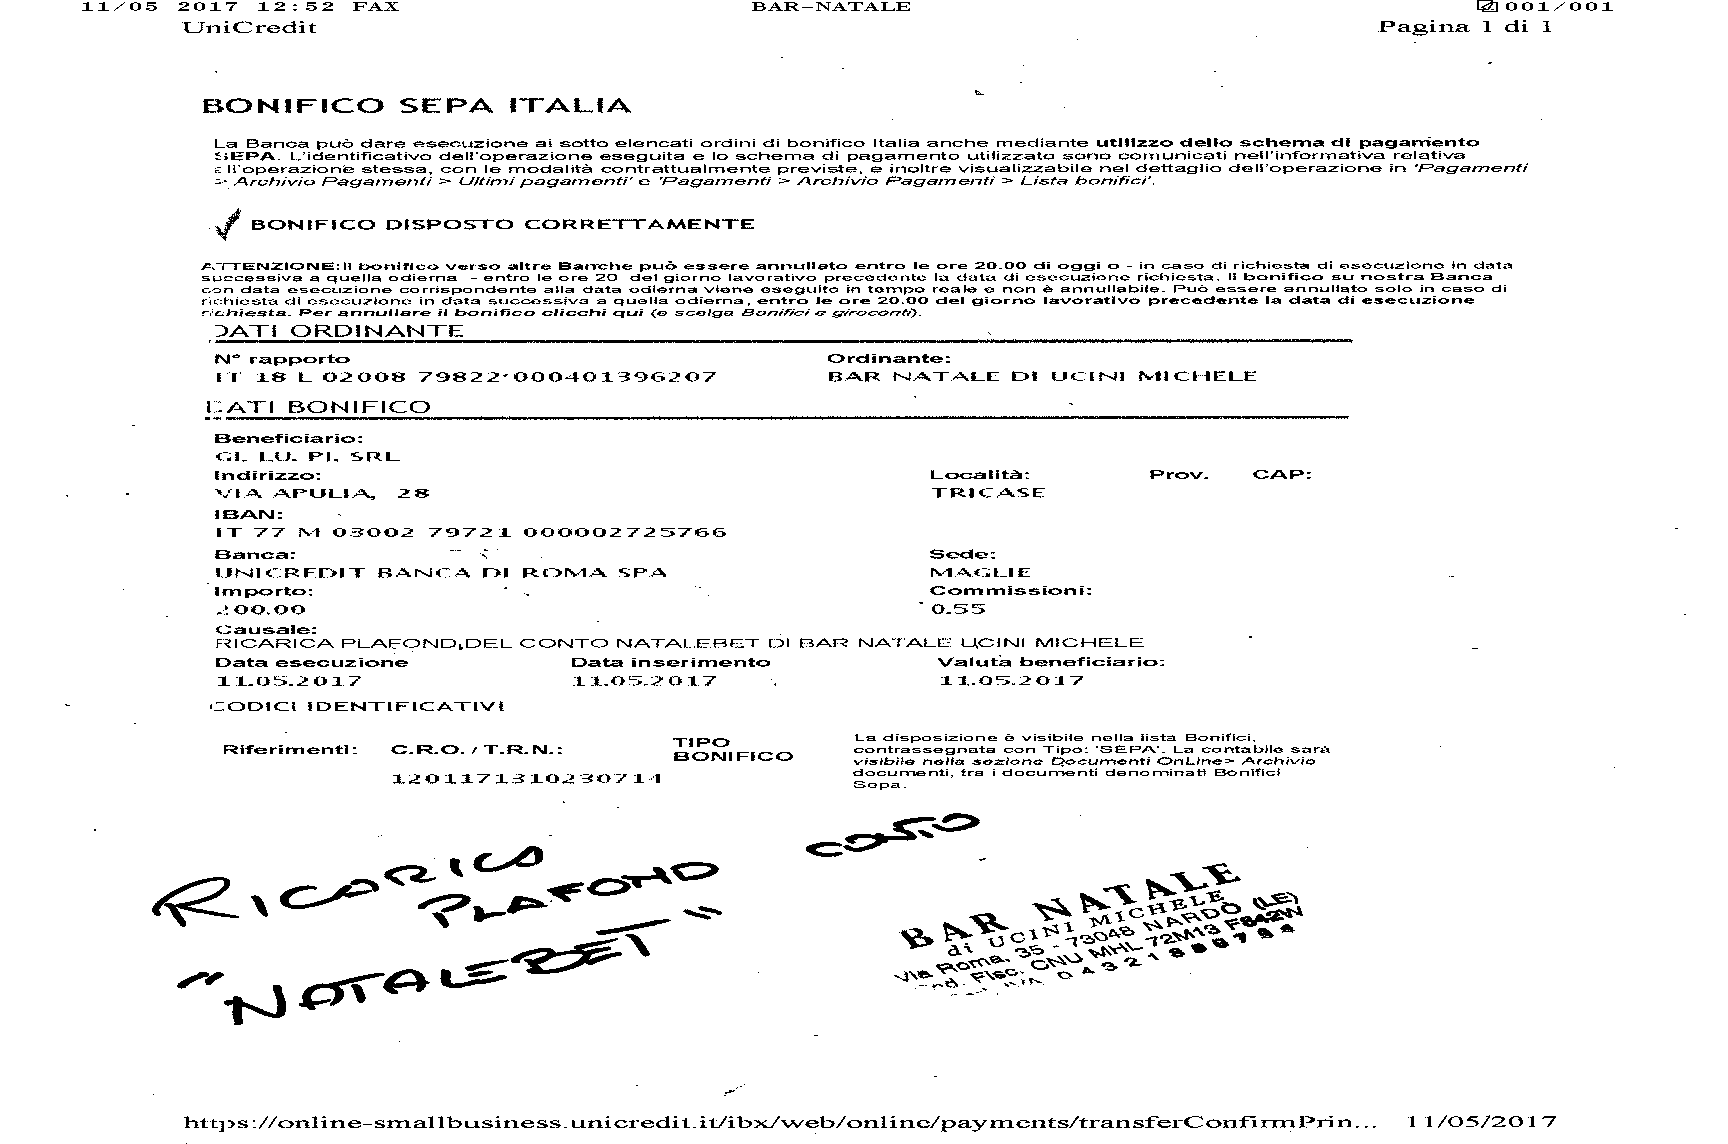 11/05 2017 12:52 FAX BAR-NATALE 001/001
UniCredit Pagina 1 di 1
BONIFICO SEPA ITALIA
La Banca può dare esecuzione ai sotto elencati ordini di bonifico Italia anche mediante utilizzo dello schema di pagamento
SEPA. L'identificativo dell'operazione eseguita e lo schema di pagamento utilizzato sono comunicati nell'informativa relativa
all'operazione stessa, con le modalità contrattualmente previste, e inoltre visualizzabile nel dettaglio dell'operazione in 'Pagamenti
> Archivio Pagamenti > Ultimi pagamenti' e 'Pagamenti > Archivio Pagamenti > Lista bonifici'.
BONIFICO DISPOSTO CORRETTAMENTE
ATTENZIONE: Il bonifico verso altre Banche può essere annullato entro le ore 20.00 di oggi o - in caso di richiesta di esecuzione in data
successiva a quella odierna - entro le ore 20 del giorno lavorativo precedente la data di esecuzione richiesta. Il bonifico su nostra Banca
con data esecuzione corrispondente alla data odierna viene eseguito in tempo reale e non è annullabile. Può essere annullato solo in caso di
richiesta di esecuzione in data successiva a quella odierna, entro le ore 20.00 del giorno lavorativo precedente la data di esecuzione
richiesta. Per annullare il bonifico clicchi qui (e scelga Bonifici e giroconti).
DATI ORDINANTE
N° rapporto Ordinante:
IT 18 L 02008 79822 000401396207 BAR NATALE DI UCINI MICHELE
DATI BONIFICO
Beneficiario:
GI. LU. PI. SRL
Indirizzo: Località: Prov. CAP:
VIA APULIA, 28 TRICASE
IBAN:
IT 77 M 03002 79721 000002725766
Banca: Sede:
UNICREDIT BANCA DI ROMA SPA MAGLIE
Importo: Commissioni:
200.00 0.55
Causale:
RICARICA PLAFOND DEL CONTO NATALEBET DI BAR NATALE UCINI MICHELE
Data esecuzione Data inserimento Valuta beneficiario:
11.05.2017 11.05.2017 11.05.2017
CODICI IDENTIFICATIVI
Riferimenti: C.R.O. / T.R.N.: TIPO BONIFICO
1201171310230714
La disposizione è visibile nella lista Bonifici,
contrassegnata con Tipo: 'SEPA'. La contabile sarà
visibile nella sezione Documenti OnLine> Archivio
documenti, tra i documenti denominati Bonifici
Sepa.
RICARICA PLAFOND CONTO
"NATALEBET"
BAR NATALE
di UCINI MICHELE
Via Roma, 35 - 73048 NARDÒ (LE)
Cod. Fisc. CNU MHL 72M13 F842W
https://online-smallbusiness.unicredit.it/ibx/web/online/payments/transferConfirmPrin... 11/05/2017